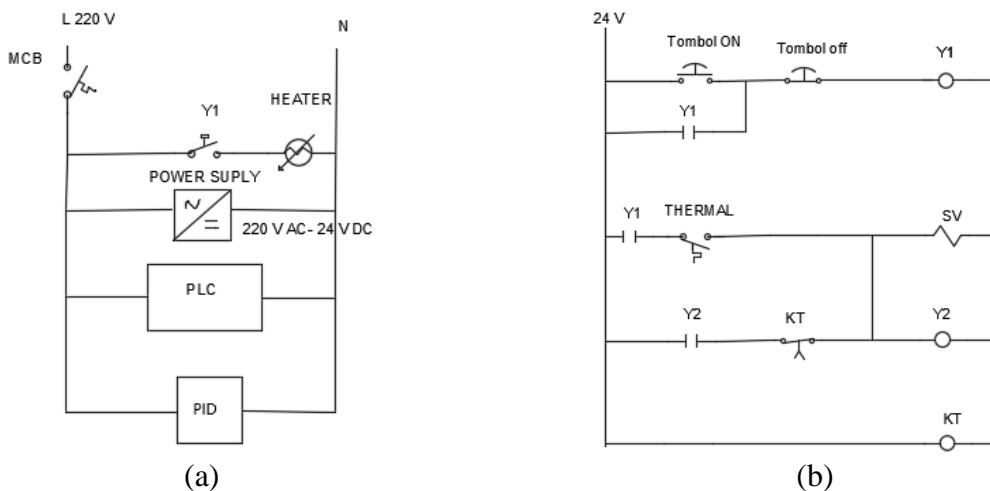 L 220 V
N
MCB
HEATER
Y1
POWER SUPLY
220 V AC- 24 V DC
PLC
PID
(a)
24 V
Tombol ON
Tombol off
Y1
Y1
Y1
THERMAL
SV
Y2
KT
Y2
KT
(b)